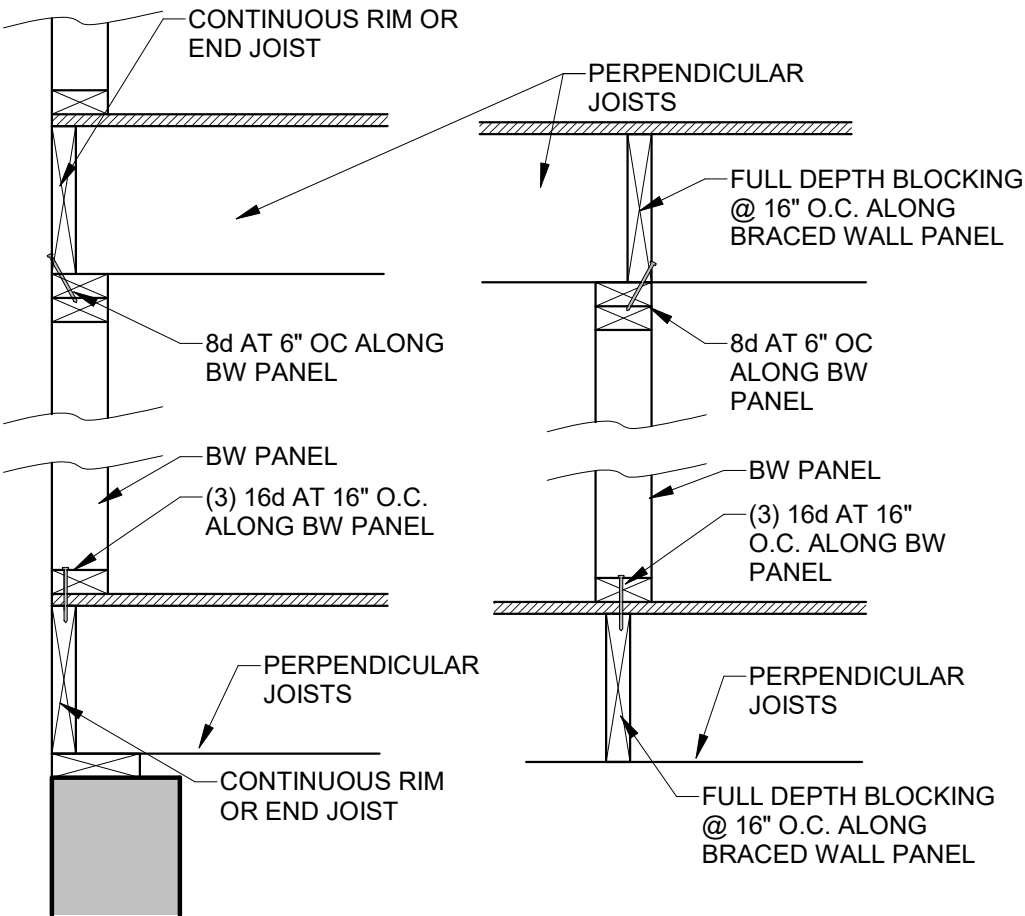 CONTINUOUS RIM OR
END JOIST
PERPENDICULAR
JOISTS
FULL DEPTH BLOCKING
@ 16" O.C. ALONG
BRACED WALL PANEL
8d AT 6" OC ALONG
BW PANEL
8d AT 6" OC
ALONG BW
PANEL
BW PANEL
(3) 16d AT 16" O.C.
ALONG BW PANEL
BW PANEL
(3) 16d AT 16"
O.C. ALONG BW
PANEL
PERPENDICULAR
JOISTS
PERPENDICULAR
JOISTS
CONTINUOUS RIM
OR END JOIST
FULL DEPTH BLOCKING
@ 16" O.C. ALONG
BRACED WALL PANEL